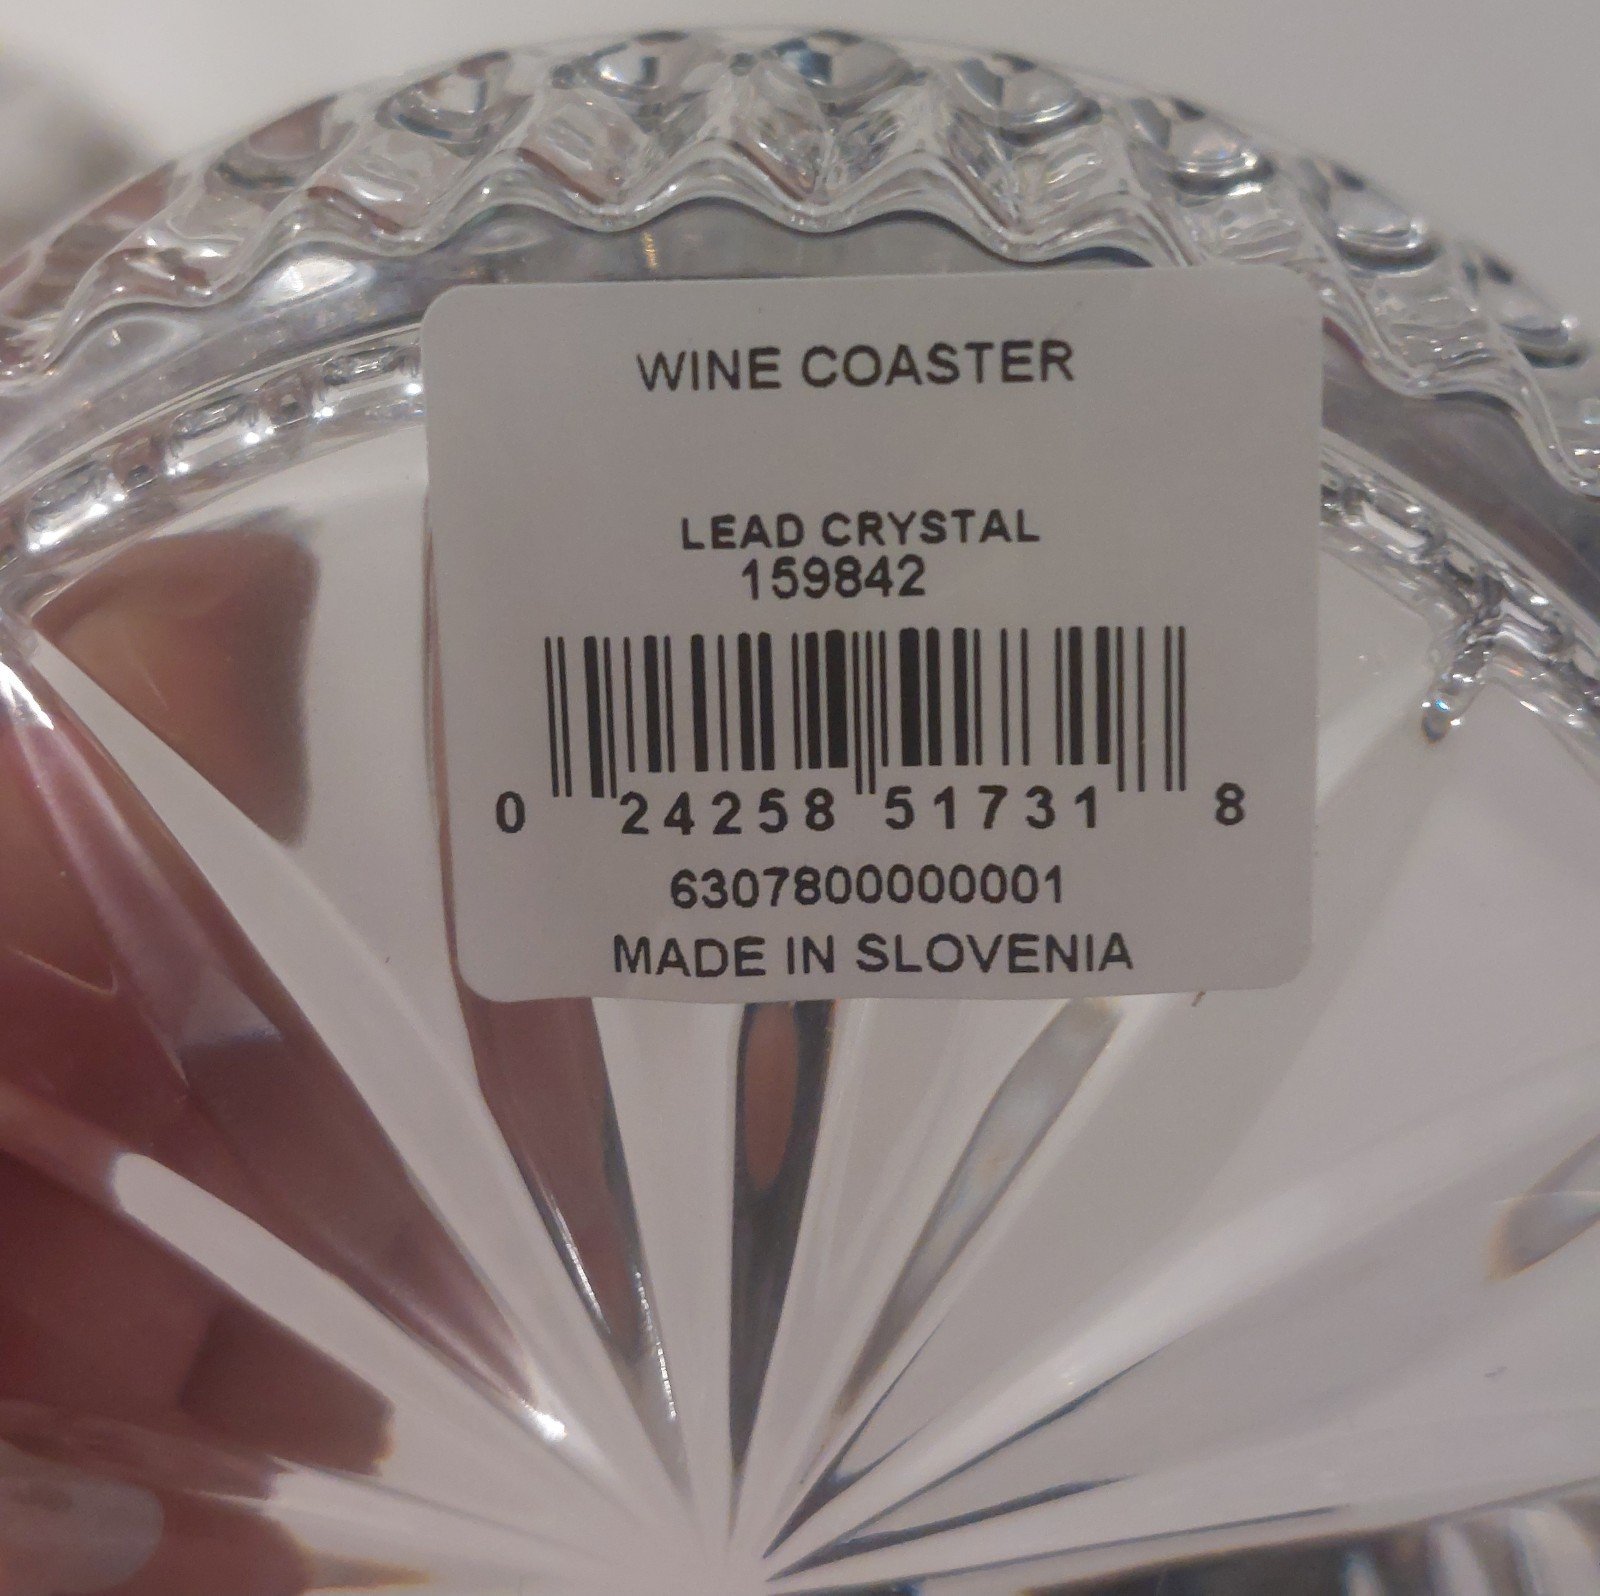 WINE COASTER
LEAD CRYSTAL
159842
0 24258 51731 8
6307800000001
MADE IN SLOVENIA